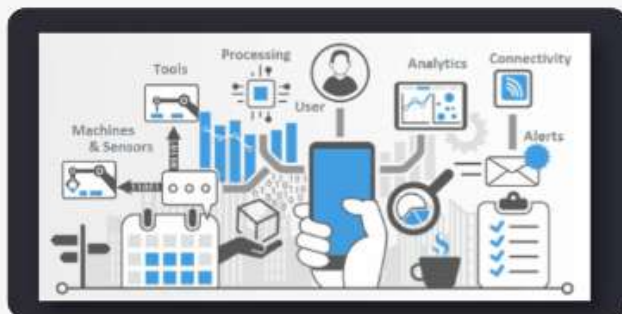 Processing
Tools
User
Analytics
Connectivity
Machines
& Sensors
Alerts